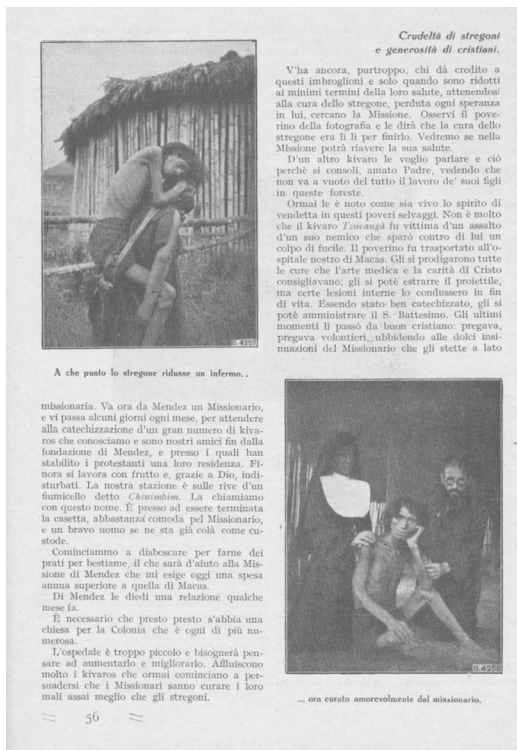 A che punto lo stregone ridusse un infermo..
missionaria. Va ora da Mendez un Missionario,
e vi passa alcuni giorni ogni mese, per attendere
alla catechizzazione d'un gran numero di kiva-
ros che conosciamo e sono nostri amici fin dalla
fondazione di Mendez, e presso i quali han
stabilito i protestanti una loro residenza. Fi-
nora si lavora con frutto e, grazie a Dio, indi-
sturbati. La nostra stazione è sulle rive d'un
fiumicello detto Chinimbim. La chiamiamo
con questo nome. È presso ad essere terminata
la casetta, abbastanza comoda pel Missionario,
e un bravo nomo se ne sta già colà come cu-
stode.
Cominciammo a disboscare per farne dei
prati per bestiame, il che sarà d'aiuto alla Mis-
sione di Mendez che mi esige oggi una spesa
annua superiore a quella di Macas.
Di Mendez le diedi una relazione qualche
mese fa.
È necessario che presto presto s'abbia una
chiesa per la Colonia che è ogni dì più nu-
merosa.
L'ospedale è troppo piccolo e bisognerà pen-
sare ad aumentarlo e migliorarlo. Affluiscono
molto i kivaros che ormai cominciano a per-
suadersi che i Missionari sanno curare i loro
mali assai meglio che gli stregoni.
Crudeltà di stregoni
e generosità di cristiani.
V'ha ancora, purtroppo, chi dà credito a
questi imbroglioni e solo quando sono ridotti
ai minimi termini della loro salute, attenendosi
alla cura dello stregone, perduta ogni speranza
in lui, cercano la Missione. Osservi il pove-
rino della fotografia e le dirà che la cura dello
stregone era lì lì per finirlo. Vedremo se nella
Missione potrà riavere la sua salute.
D'un altro kivaro le voglio parlare e ciò
perchè si consoli, amato Padre, vedendo che
non va a vuoto del tutto il lavoro de' suoi figli
in queste foreste.
Ormai le è noto come sia vivo lo spirito di
vendetta in questi poveri selvaggi. Non è molto
che il kivaro Tzucangà fu vittima d'un assalto
d'un suo nemico che sparò contro di lui un
colpo di fucile. Il poverino fu trasportato all'o-
spitale nostro di Macas. Gli si prodigarono tutte
le cure che l'arte medica e la carità di Cristo
consigliavano; gli si potè estrarre il proiettile,
ma certe lesioni interne lo condussero in fin
di vita. Essendo stato ben catechizzato, gli si
potè amministrare il S. Battesimo. Gli ultimi
momenti li passò da buon cristiano: pregava,
pregava volontieri, ubbidendo alle dolci insi-
nuazioni del Missionario che gli stette a lato
... ora curato amorevolmente dal missionario.
56